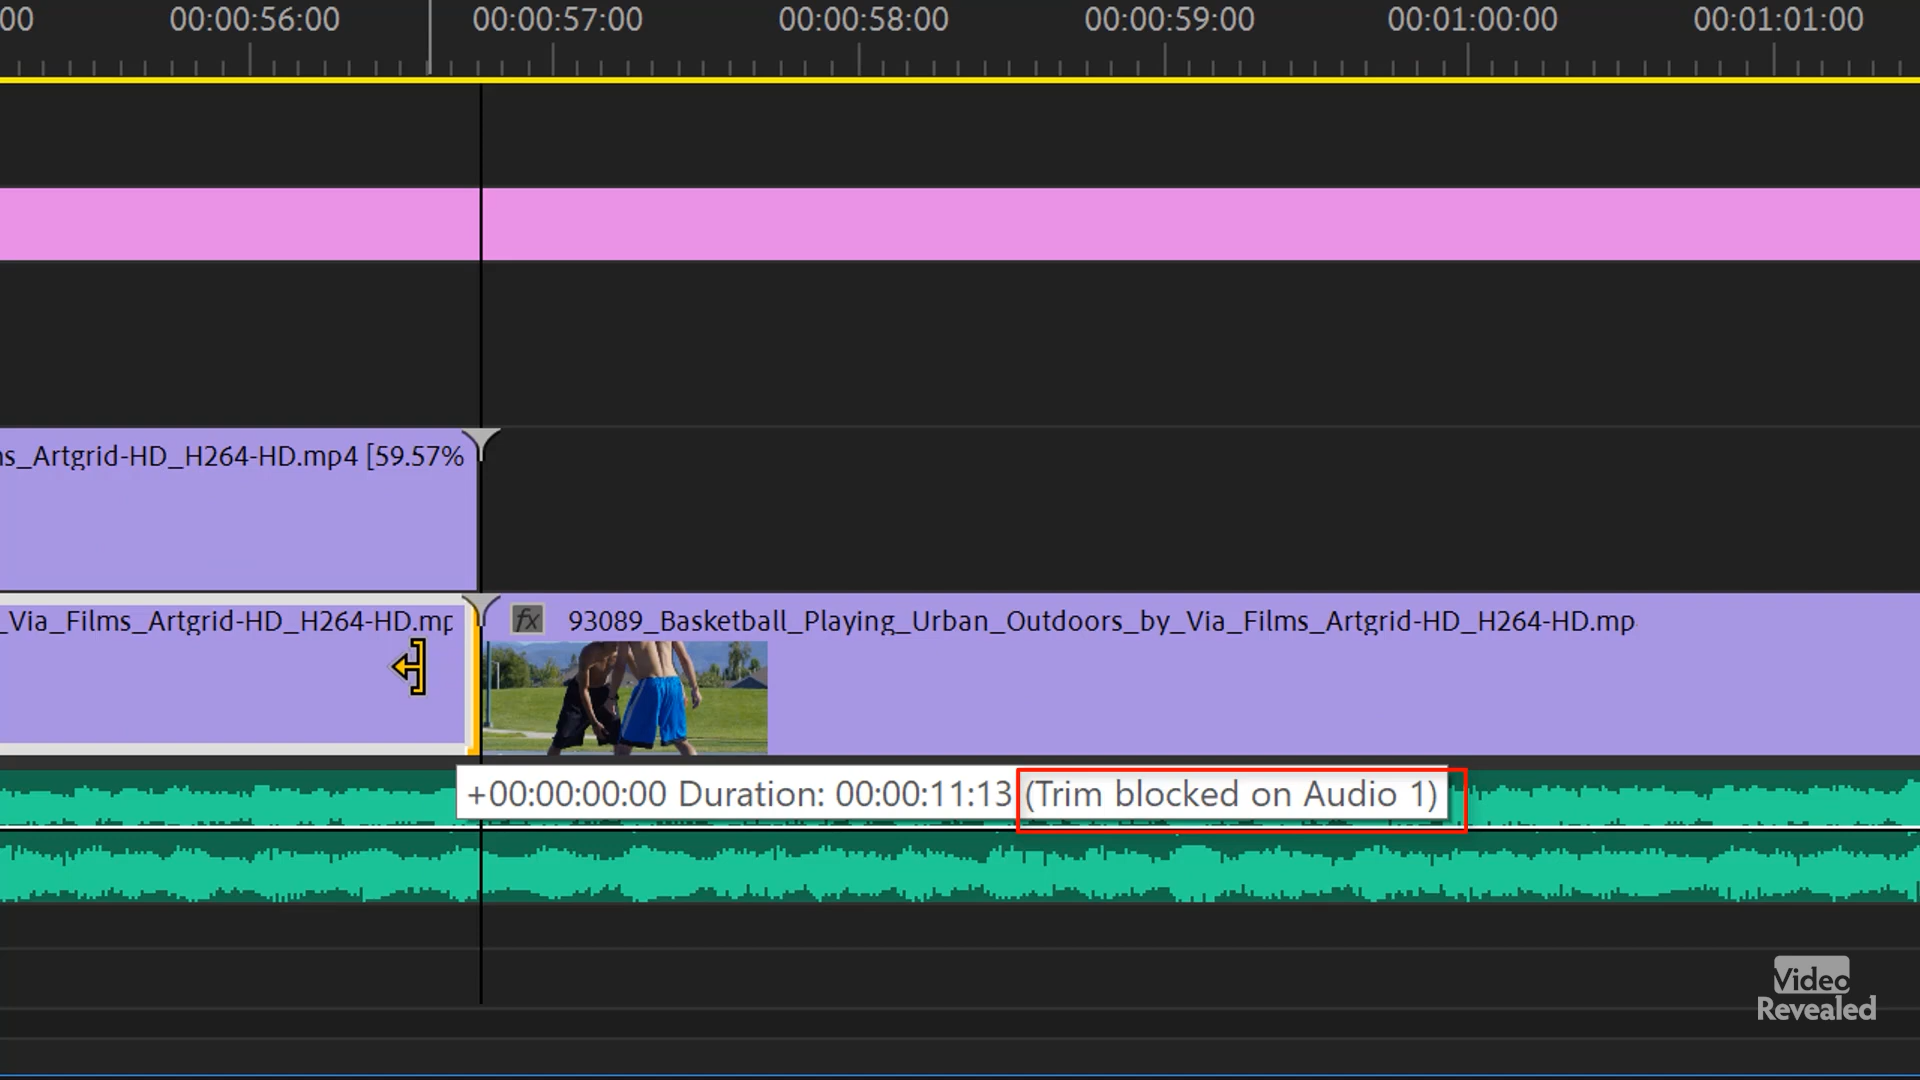 00
00:00:56:00
00:00:57:00
00:00:58:00
00:00:59:00
00:01:00:00
00:01:01:00
ns_Artgrid-HD_H264-HD.mp4 [59.57%
_Via_Films_Artgrid-HD_H264-HD.mp
fx
93089_Basketball_Playing_Urban_Outdoors_by_Via_Films_Artgrid-HD_H264-HD.mp
+00:00:00:00 Duration: 00:00:11:13 (Trim blocked on Audio 1)
Video
Revealed